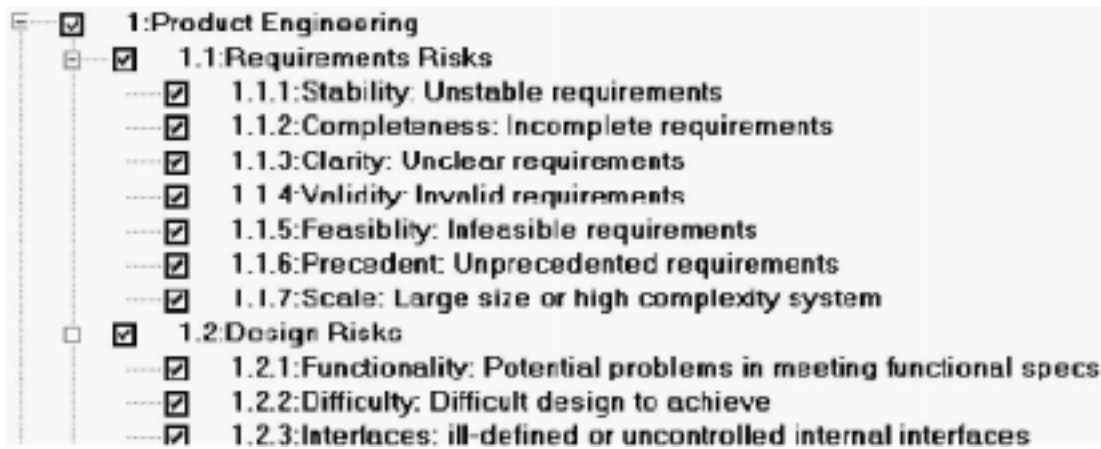 1:Product Engineering
1.1:Requirements Risks
1.1.1:Stability: Unstable requirements
1.1.2:Completeness: Incomplete requirements
1.1.3:Clarity: Unclear requirements
1.1.4:Validity: Invalid requirements
1.1.5:Feasiblity: Infeasible requirements
1.1.6:Precedent: Unprecedented requirements
1.1.7:Scale: Large size or high complexity system
1.2:Design Risks
1.2.1:Functionality: Potential problems in meeting functional specs
1.2.2:Difficulty: Difficult design to achieve
1.2.3:Interfaces: ill-defined or uncontrolled internal interfaces